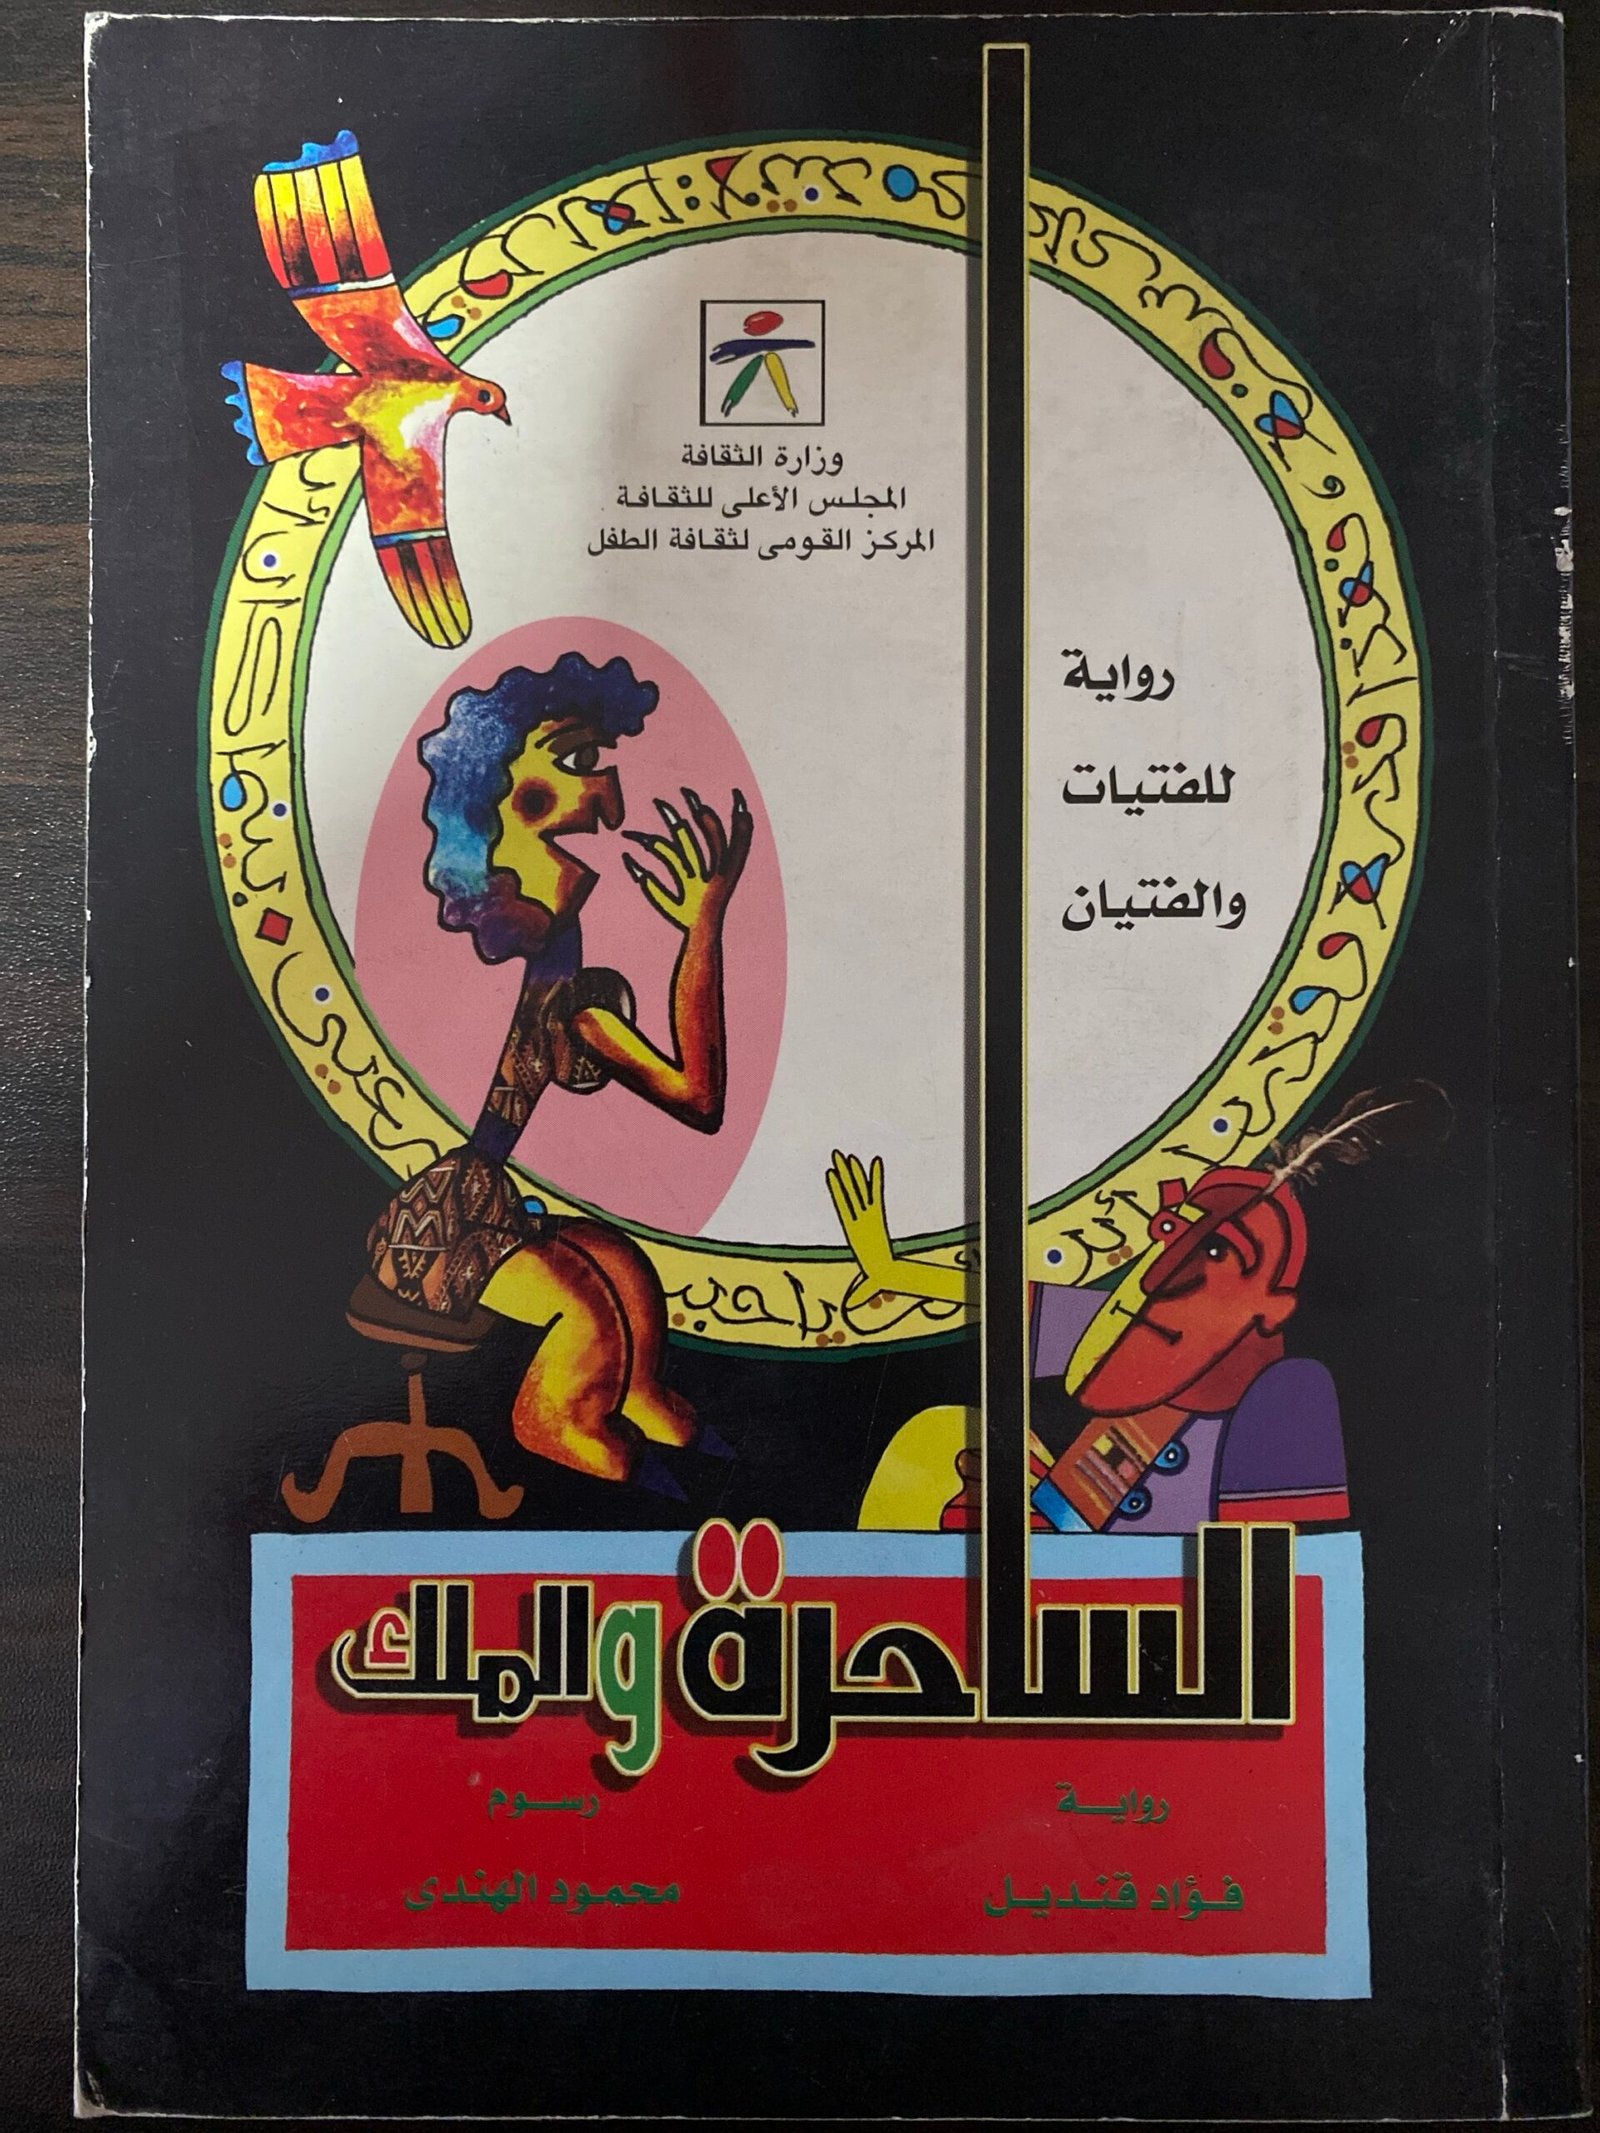 وزارة الثقافة
المجلس الأعلى للثقافة
المركز القومى لثقافة الطفل
رواية
للفتيات
والفتيان
الساحرة والملك
رواية
فؤاد قنديل
رسوم
محمود الهندى